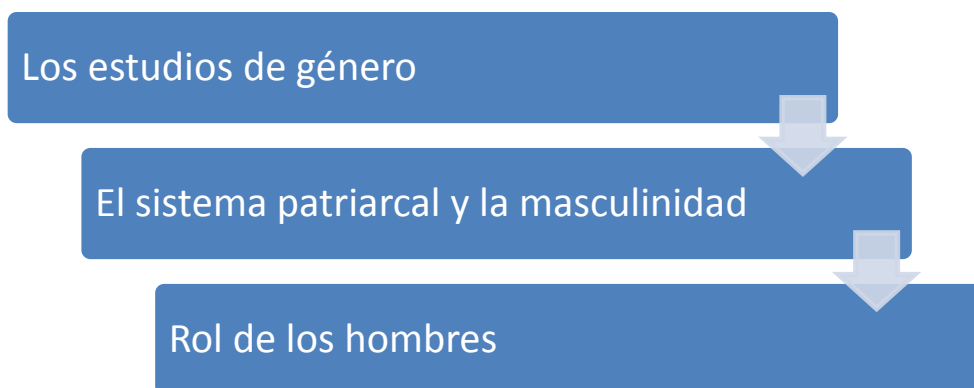 Los estudios de género
El sistema patriarcal y la masculinidad
Rol de los hombres